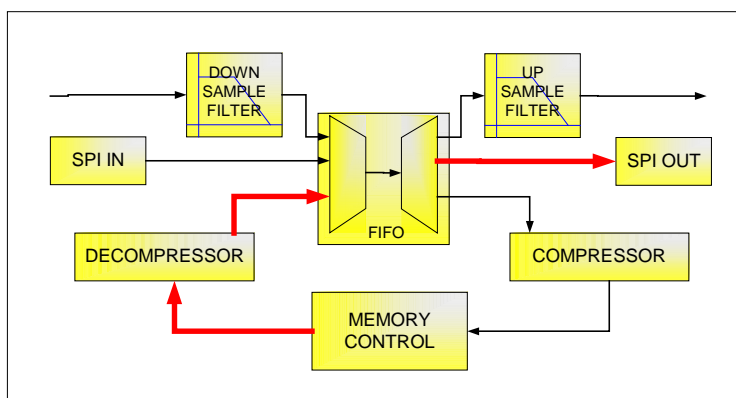 DOWN
SAMPLE
FILTER
UP
SAMPLE
FILTER
SPI IN
SPI OUT
FIFO
DECOMPRESSOR
COMPRESSOR
MEMORY
CONTROL